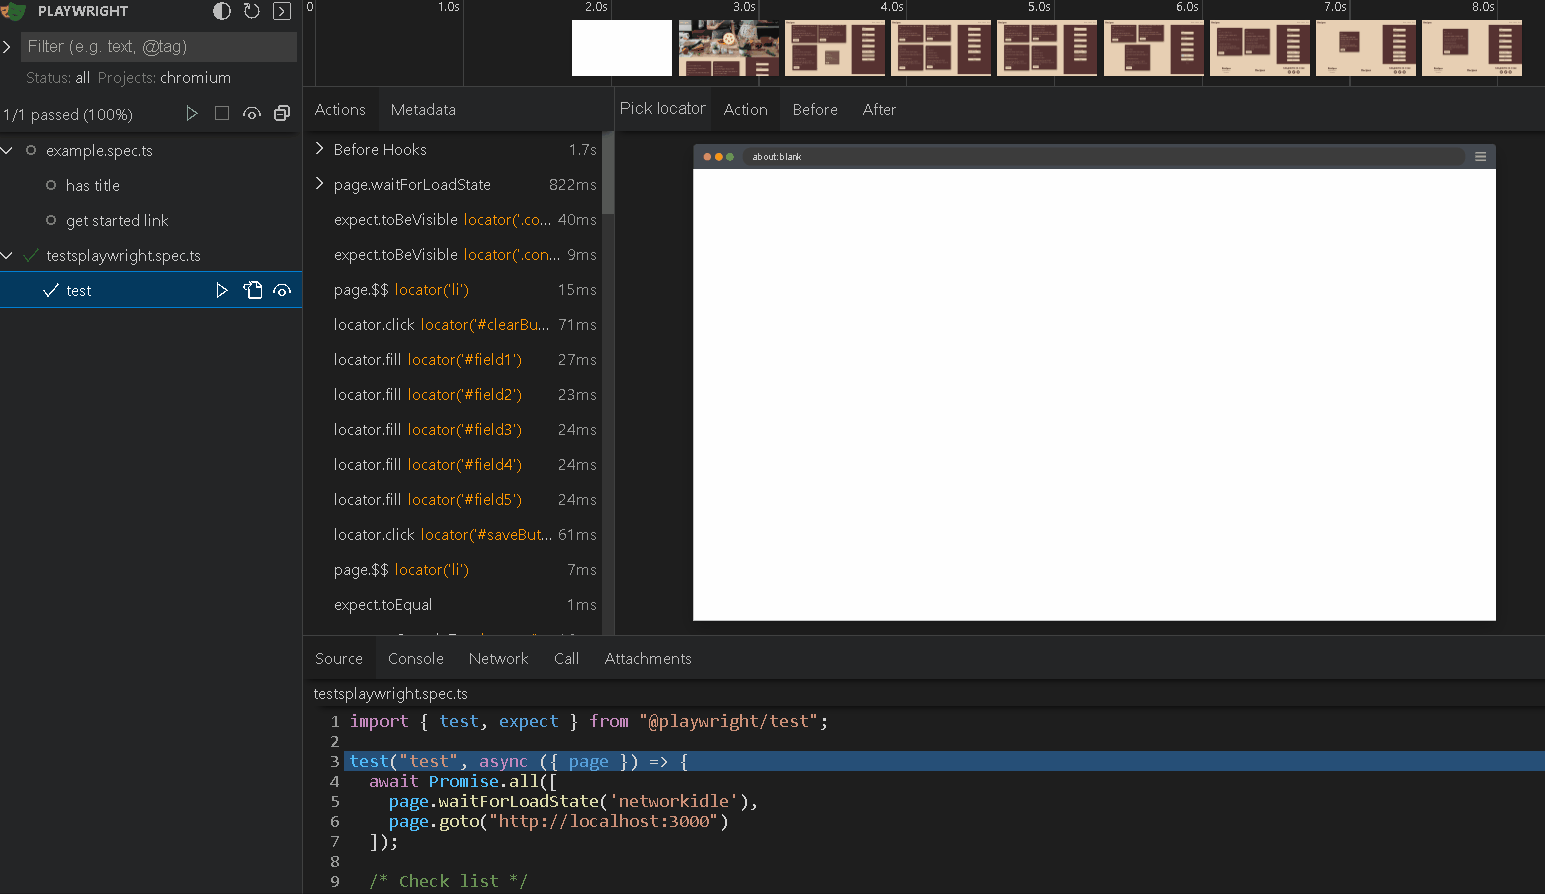 PLAYWRIGHT
Filter (e.g. text, @tag)
Status: all Projects: chromium
1/1 passed (100%)
example.spec.ts
has title
get started link
testsplaywright.spec.ts
test
0 1.0s 2.0s 3.0s 4.0s 5.0s 6.0s 7.0s 8.0s
Actions Metadata
Before Hooks 1.7s
page.waitForLoadState 822ms
expect.toBeVisible locator('.co... 40ms
expect.toBeVisible locator('.con... 9ms
page.$$ locator('li') 15ms
locator.click locator('#clearBu... 71ms
locator.fill locator('#field1') 27ms
locator.fill locator('#field2') 23ms
locator.fill locator('#field3') 24ms
locator.fill locator('#field4') 24ms
locator.fill locator('#field5') 24ms
locator.click locator('#saveBut... 61ms
page.$$ locator('li') 7ms
expect.toEqual 1ms
Pick locator Action Before After
about:blank
Source Console Network Call Attachments
testsplaywright.spec.ts
1 import { test, expect } from "@playwright/test";
2
3 test("test", async ({ page }) => {
4 await Promise.all([
5 page.waitForLoadState('networkidle'),
6 page.goto("http://localhost:3000")
7 ]);
8
9 /* Check list */